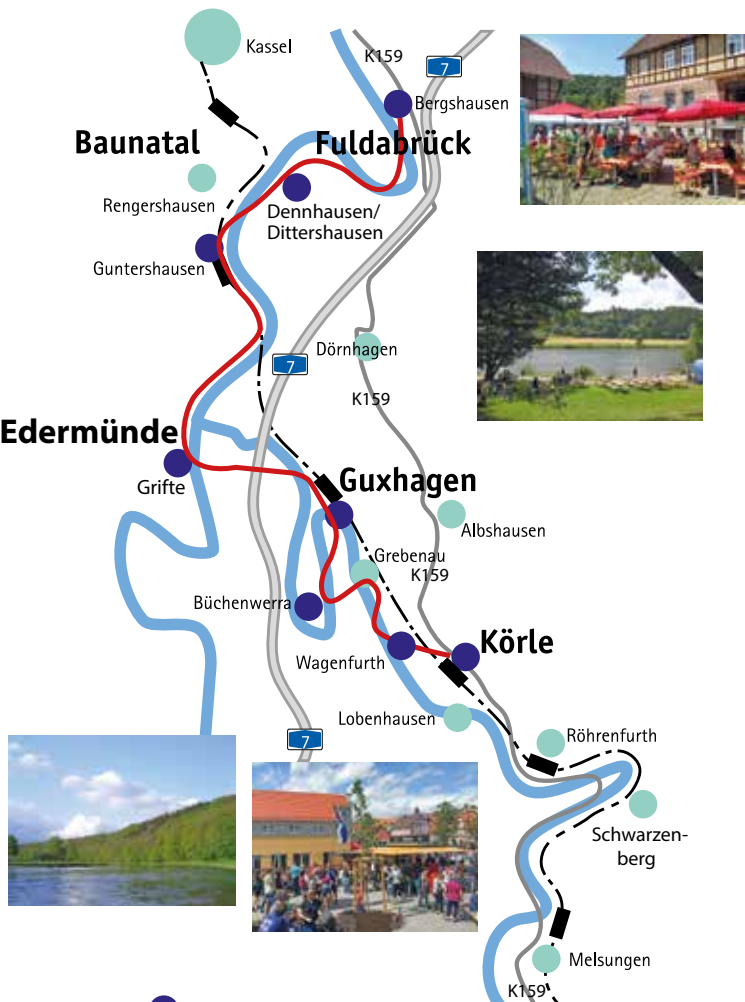 Kassel
K159
7
Bergshausen
Baunatal
Fuldabrück
Rengershausen
Dennhausen/
Dittershausen
Guntershausen
Dörnhagen
7
K159
Edermünde
Grifte
Guxhagen
Albshausen
Grebenau
K159
Büchenwerra
Körle
Wagenfurth
Lobenhausen
7
Röhrenfurth
Schwarzen-
berg
Melsungen
K159